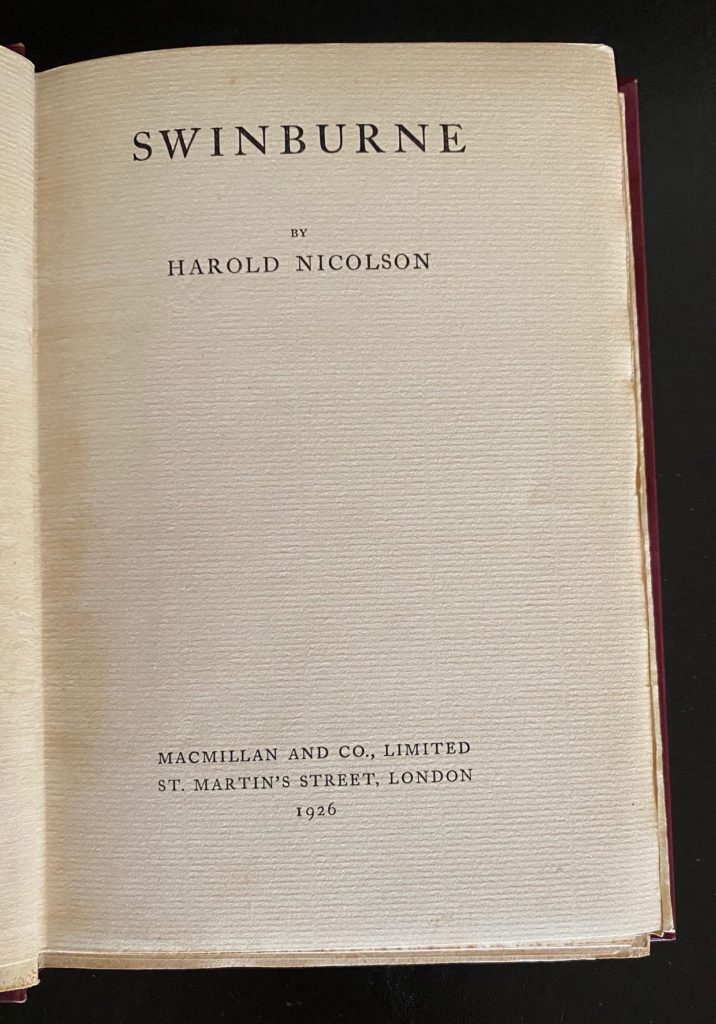 SWINBURNE
BY
HAROLD NICOLSON
MACMILLAN AND CO., LIMITED
ST. MARTIN'S STREET, LONDON
1926